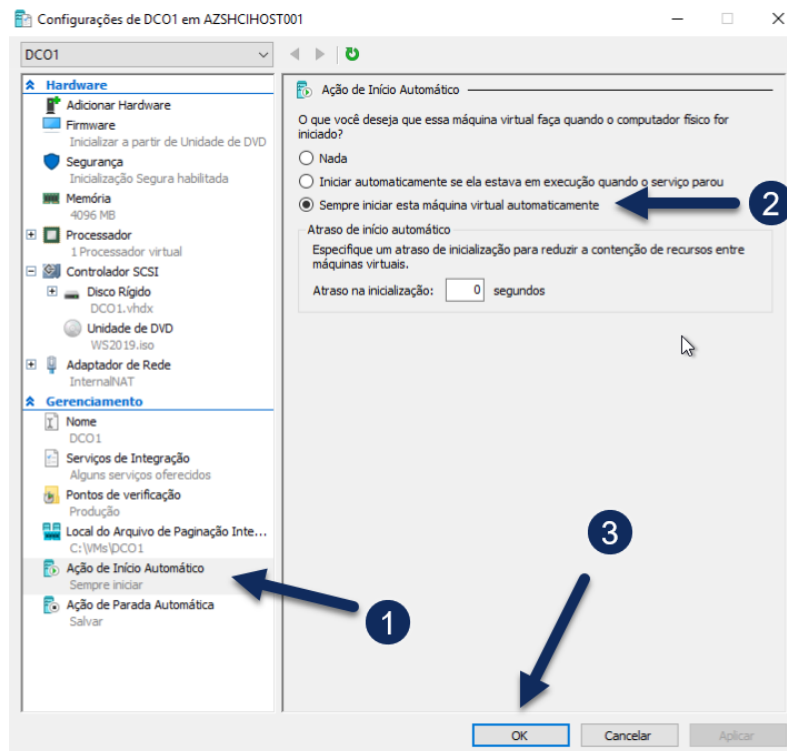 Configurações de DCO1 em AZSHCIHOST001
DCO1
Hardware
Adicionar Hardware
Firmware
Inicializar a partir de Unidade de DVD
Segurança
Inicialização Segura habilitada
Memória
4096 MB
Processador
1 Processador virtual
Controlador SCSI
Disco Rígido
DCO1.vhdx
Unidade de DVD
WS2019.iso
Adaptador de Rede
InternalNAT
Gerenciamento
Nome
DCO1
Serviços de Integração
Alguns serviços oferecidos
Pontos de verificação
Produção
Local do Arquivo de Paginação Inte...
C:\VMs\DCO1
Ação de Início Automático
Sempre iniciar
Ação de Parada Automática
Salvar
1
Ação de Início Automático
O que você deseja que essa máquina virtual faça quando o computador físico for
iniciado?
Nada
Iniciar automaticamente se ela estava em execução quando o serviço parou
Sempre iniciar esta máquina virtual automaticamente
2
Atraso de início automático
Especifique um atraso de inicialização para reduzir a contenção de recursos entre
máquinas virtuais.
Atraso na inicialização: 0 segundos
3
OK Cancelar Aplicar